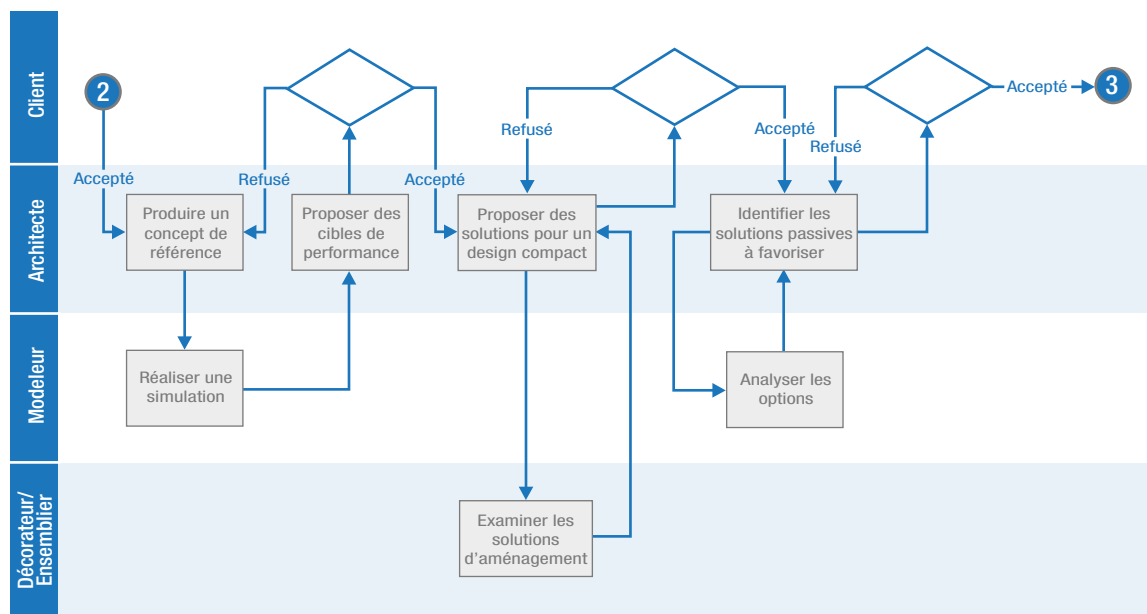 Client
2
Accepté
Refusé
Accepté
Refusé
Accepté
Refusé
Accepté
3
Architecte
Produire un
concept de
référence
Proposer des
cibles de
performance
Proposer des
solutions pour un
design compact
Identifier les
solutions passives
à favoriser
Modeleur
Réaliser une
simulation
Analyser les
options
Décorateur/
Ensemblier
Examiner les
solutions
d'aménagement